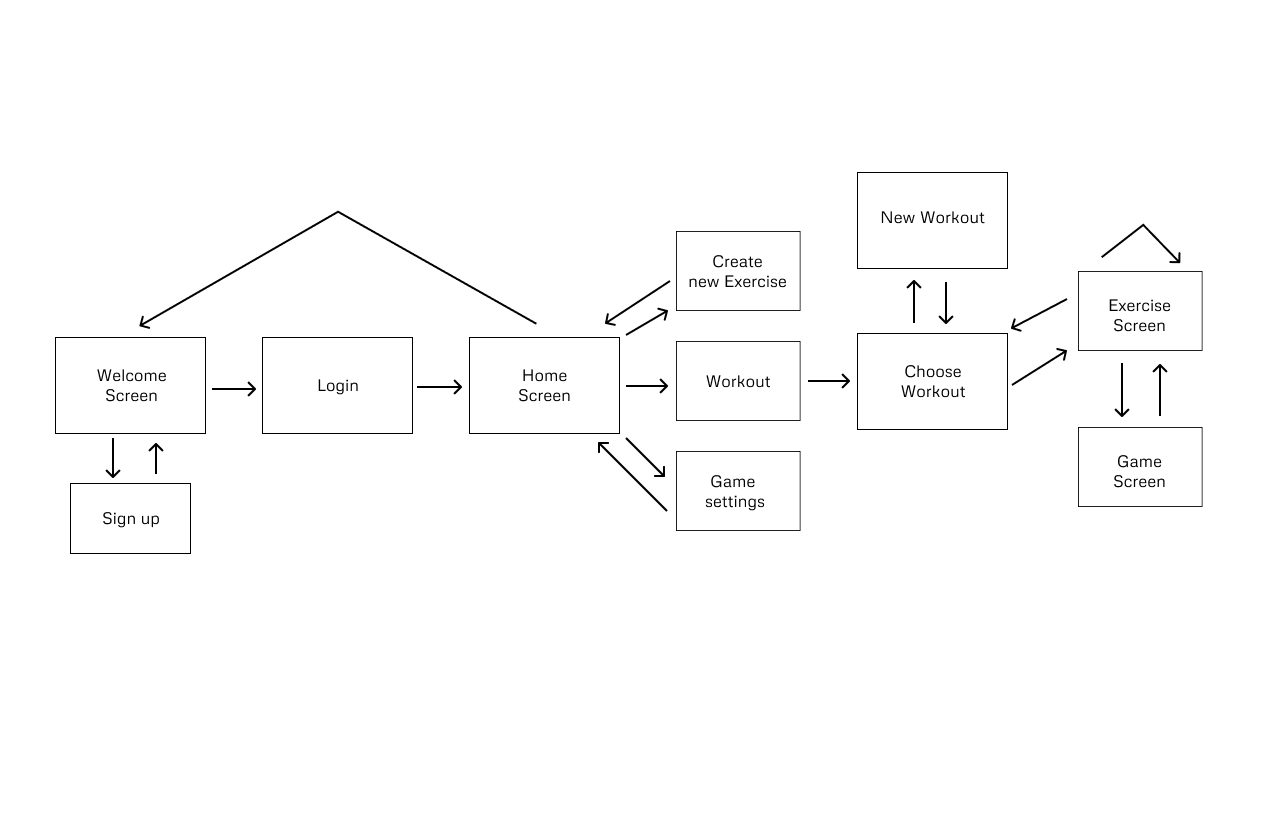 Welcome
Screen
Sign up
Login
Home
Screen
Create
new Exercise
Workout
Game
settings
New Workout
Choose
Workout
Exercise
Screen
Game
Screen